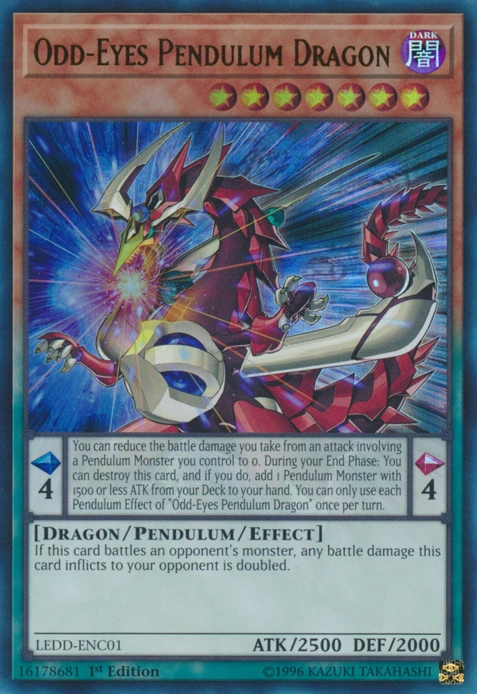 ODD-EYES PENDULUM DRAGON
DARK
闇
You can reduce the battle damage you take from an attack involving
a Pendulum Monster you control to 0. During your End Phase: You
can destroy this card, and if you do, add 1 Pendulum Monster with
1500 or less ATK from your Deck to your hand. You can only use each
Pendulum Effect of "Odd-Eyes Pendulum Dragon" once per turn.
4
4
[DRAGON/PENDULUM/EFFECT]
If this card battles an opponent's monster, any battle damage this
card inflicts to your opponent is doubled.
LEDD-ENC01
ATK/2500 DEF/2000
16178681 1st Edition
©1996 KAZUKI TAKAHASHI